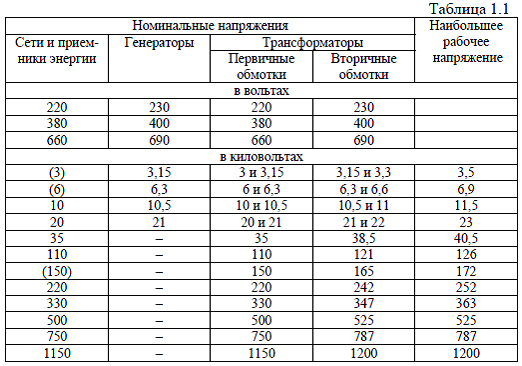 Таблица 1.1
Номинальные напряжения Наибольшее рабочее напряжение
Сети и прием- ники энергии Генераторы Трансформаторы
Первичные обмотки Вторичные обмотки
в вольтах
220 230 220 230
380 400 380 400
660 690 660 690
в киловольтах
(3) 3,15 3 и 3,15 3,15 и 3,3 3,5
(6) 6,3 6 и 6,3 6,3 и 6,6 6,9
10 10,5 10 и 10,5 10,5 и 11 11,5
20 21 20 и 21 21 и 22 23
35 – 35 38,5 40,5
110 – 110 121 126
(150) – 150 165 172
220 – 220 242 252
330 – 330 347 363
500 – 500 525 525
750 – 750 787 787
1150 – 1150 1200 1200